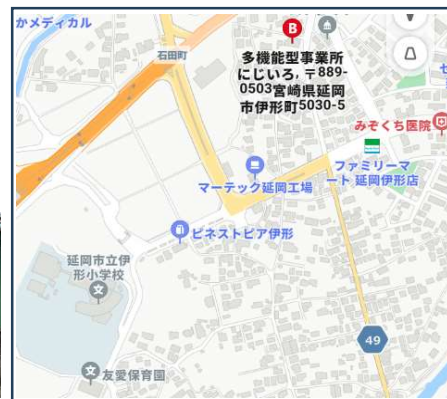 かメディカル
石田町
B
多機能型事業所
にじいろ, 〒889-
0503宮崎県延岡
市伊形町5030-5
みぞくち医院
ファミリーマ
ート 延岡伊形店
マーテック延岡工場
ピネストピア伊形
延岡市立伊
形小学校
文
49
文
友愛保育園